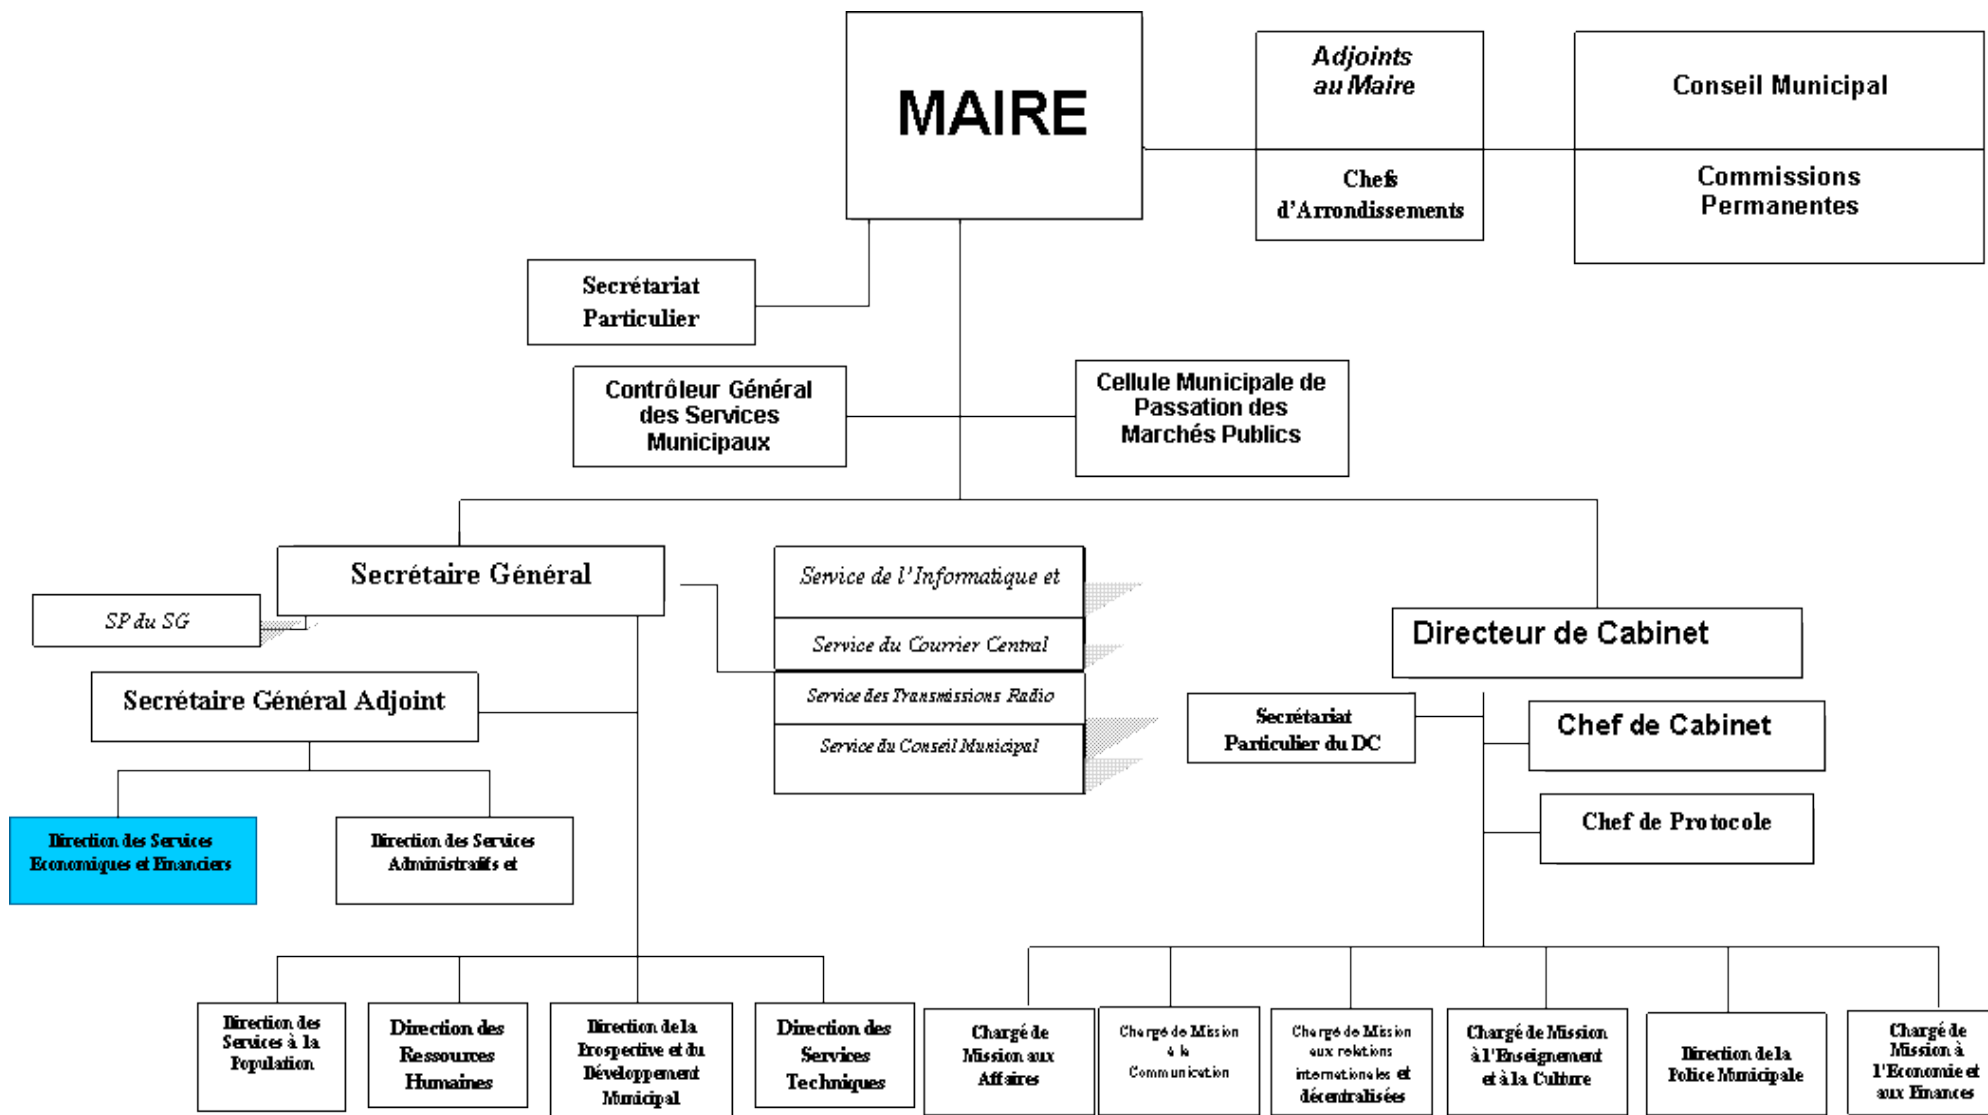 MAIRE
Adjoints
au Maire
Conseil Municipal
Chefs
d'Arrondissements
Commissions
Permanentes
Secrétariat
Particulier
Contrôleur Général
des Services
Municipaux
Cellule Municipale de
Passation des
Marchés Publics
Secrétaire Général
Service de l'Informatique et
SP du SG
Service du Courrier Central
Directeur de Cabinet
Secrétaire Général Adjoint
Service des Transmissions Radio
Service du Conseil Municipal
Secrétariat
Particulier du DC
Chef de Cabinet
Direction des Services
Economiques et Financiers
Direction des Services
Administratifs et
Chef de Protocole
Direction des
Services à la
Population
Direction des
Ressources
Humaines
Direction de la
Prospective et du
Développement
Municipal
Direction des
Services
Techniques
Chargé de
Mission aux
Affaires
Chargé de Mission
à la
Communication
Chargé de Mission
aux relations
internationales et
décentralisées
Chargé de Mission
à l'Enseignement
et à la Culture
Direction de la
Police Municipale
Chargé de
Mission à
l'Economie et
aux Finances